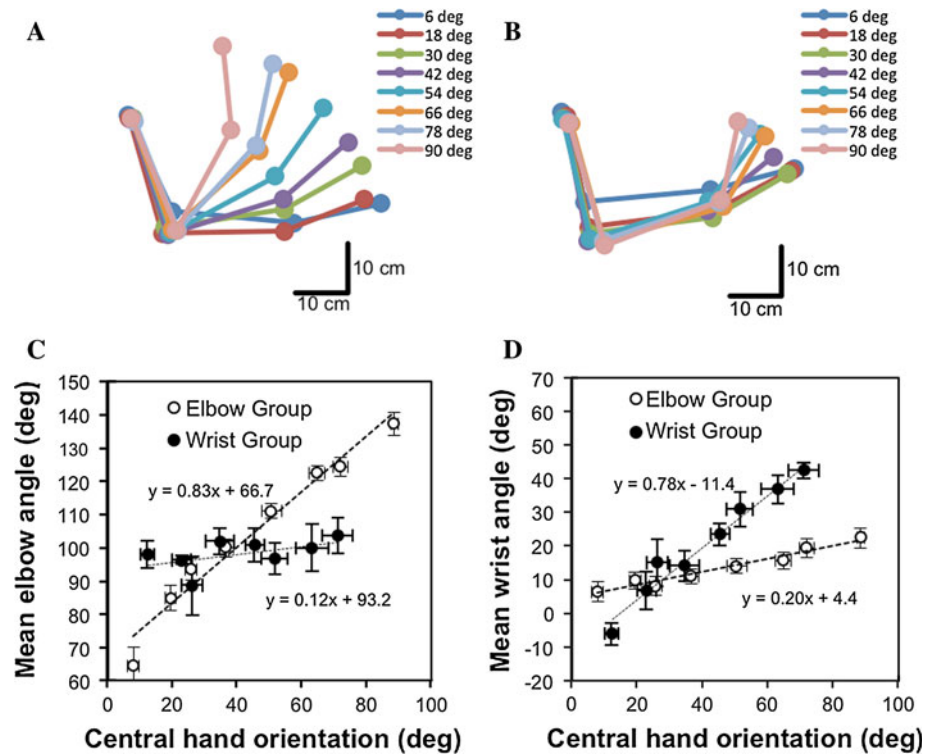 A
6 deg
18 deg
30 deg
42 deg
54 deg
66 deg
78 deg
90 deg
10 cm
10 cm
B
6 deg
18 deg
30 deg
42 deg
54 deg
66 deg
78 deg
90 deg
10 cm
10 cm
C
Mean elbow angle (deg)
150
140
130
120
110
100
90
80
70
60
Elbow Group
Wrist Group
y = 0.83x + 66.7
y = 0.12x + 93.2
0 20 40 60 80 100
Central hand orientation (deg)
D
Mean wrist angle (deg)
70
60
50
40
30
20
10
0
-10
-20
Elbow Group
Wrist Group
y = 0.78x - 11.4
y = 0.20x + 4.4
0 20 40 60 80 100
Central hand orientation (deg)